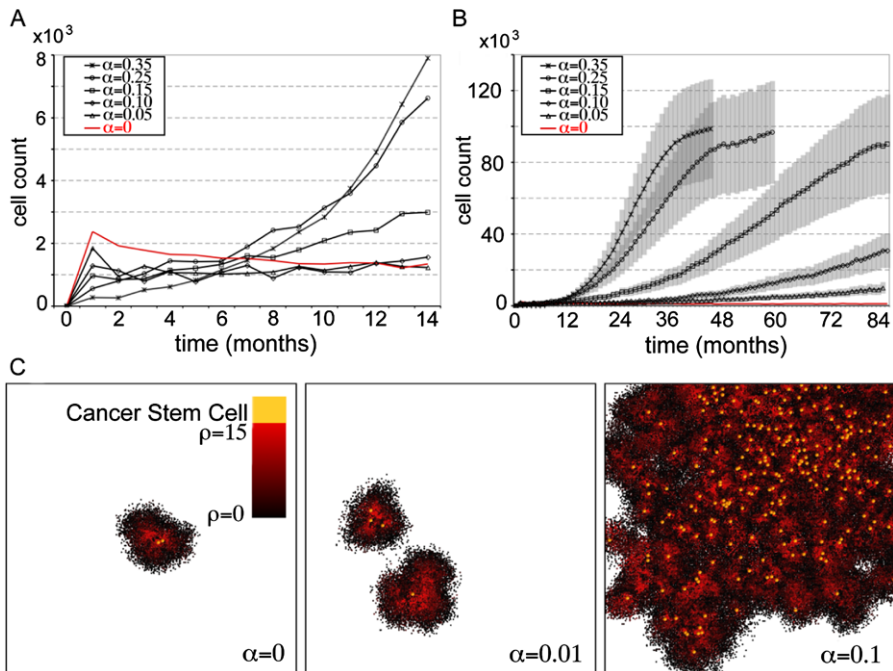 A
x10³
8
6
4
2
0
cell count
α=0.35
α=0.25
α=0.15
α=0.10
α=0.05
α=0
0 2 4 6 8 10 12 14
time (months)
B
x10³
120
80
40
0
cell count
α=0.35
α=0.25
α=0.15
α=0.10
α=0.05
α=0
0 12 24 36 48 60 72 84
time (months)
C
Cancer Stem Cell
ρ=15
ρ=0
α=0
α=0.01
α=0.1